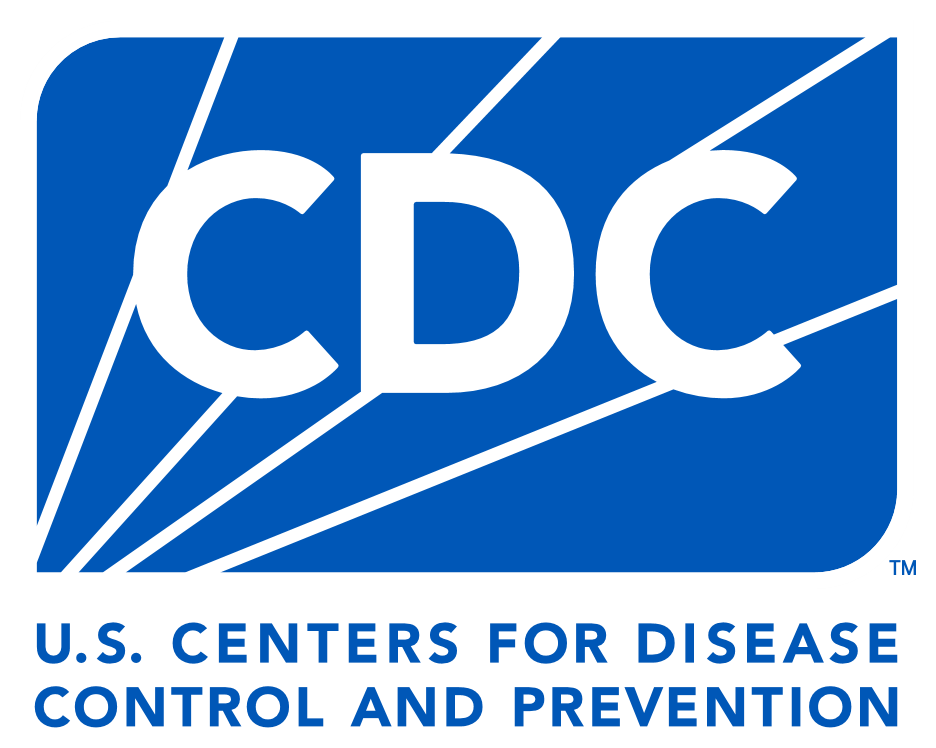 CDC
TM
U.S. CENTERS FOR DISEASE
CONTROL AND PREVENTION